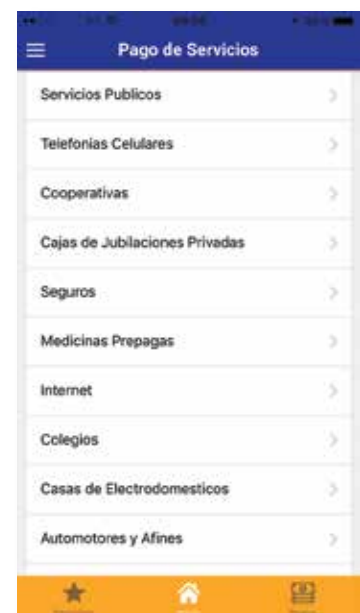 Pago de Servicios
Servicios Publicos
Telefonias Celulares
Cooperativas
Cajas de Jubilaciones Privadas
Seguros
Medicinas Prepagas
Internet
Colegios
Casas de Electrodomesticos
Automotores y Afines